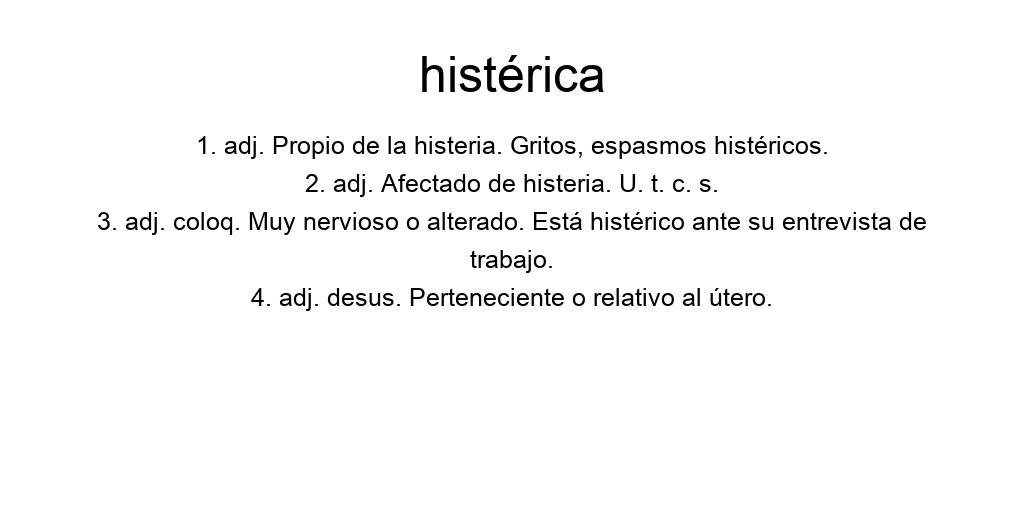 histérica
1. adj. Propio de la histeria. Gritos, espasmos histéricos.
2. adj. Afectado de histeria. U. t. c. s.
3. adj. coloq. Muy nervioso o alterado. Está histérico ante su entrevista de
trabajo.
4. adj. desus. Perteneciente o relativo al útero.